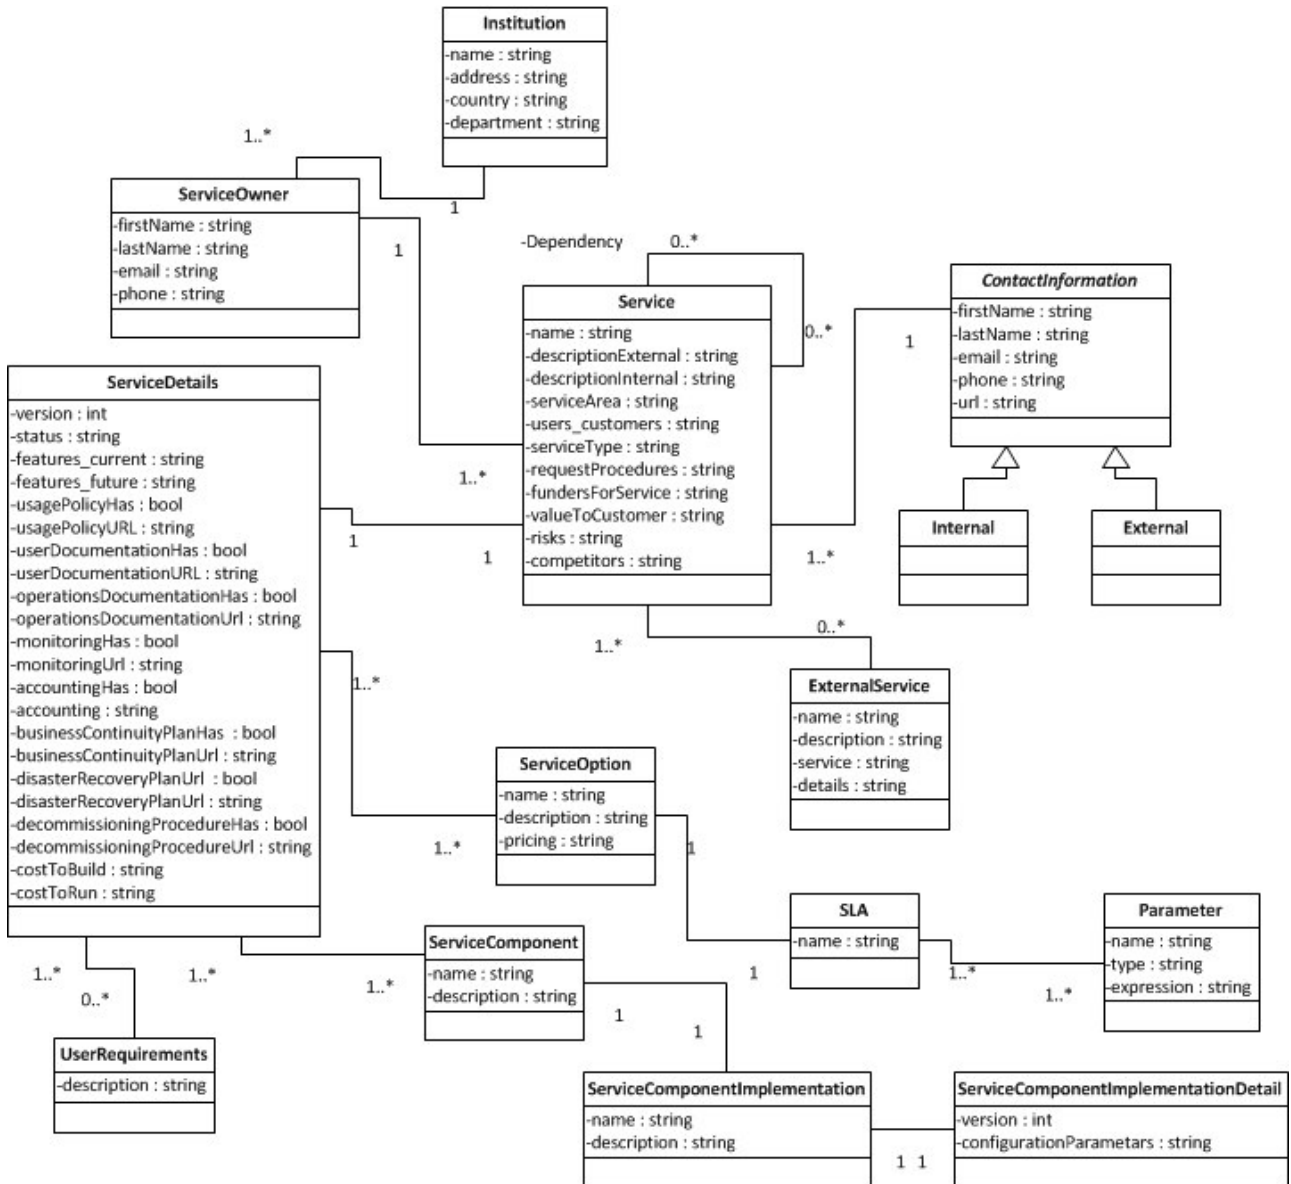 Institution
-name : string
-address : string
-country : string
-department : string
1..*
1
ServiceOwner
-firstName : string
-lastName : string
-email : string
-phone : string
1
-Dependency
0..*
0..*
Service
-name : string
-descriptionExternal : string
-descriptionInternal : string
-serviceArea : string
-users_customers : string
-serviceType : string
-requestProcedures : string
-fundersForService : string
-valueToCustomer : string
-risks : string
-competitors : string
1..*
1
1
1..*
1
ContactInformation
-firstName : string
-lastName : string
-email : string
-phone : string
-url : string
Internal
External
ServiceDetails
-version : int
-status : string
-features_current : string
-features_future : string
-usagePolicyHas : bool
-usagePolicyURL : string
-userDocumentationHas : bool
-userDocumentationURL : string
-operationsDocumentationHas : bool
-operationsDocumentationUrl : string
-monitoringHas : bool
-monitoringUrl : string
-accountingHas : bool
-accounting : string
-businessContinuityPlanHas : bool
-businessContinuityPlanUrl : string
-disasterRecoveryPlanUrl : bool
-disasterRecoveryPlanUrl : string
-decommissioningProcedureHas : bool
-decommissioningProcedureUrl : string
-costToBuild : string
-costToRun : string
1..*
0..*
ExternalService
-name : string
-description : string
-service : string
-details : string
1..*
1..*
ServiceOption
-name : string
-description : string
-pricing : string
1
1
SLA
-name : string
1..*
1..*
Parameter
-name : string
-type : string
-expression : string
1..*
0..*
1..*
1..*
ServiceComponent
-name : string
-description : string
1
1
UserRequirements
-description : string
ServiceComponentImplementation
-name : string
-description : string
1 1
ServiceComponentImplementationDetail
-version : int
-configurationParametars : string